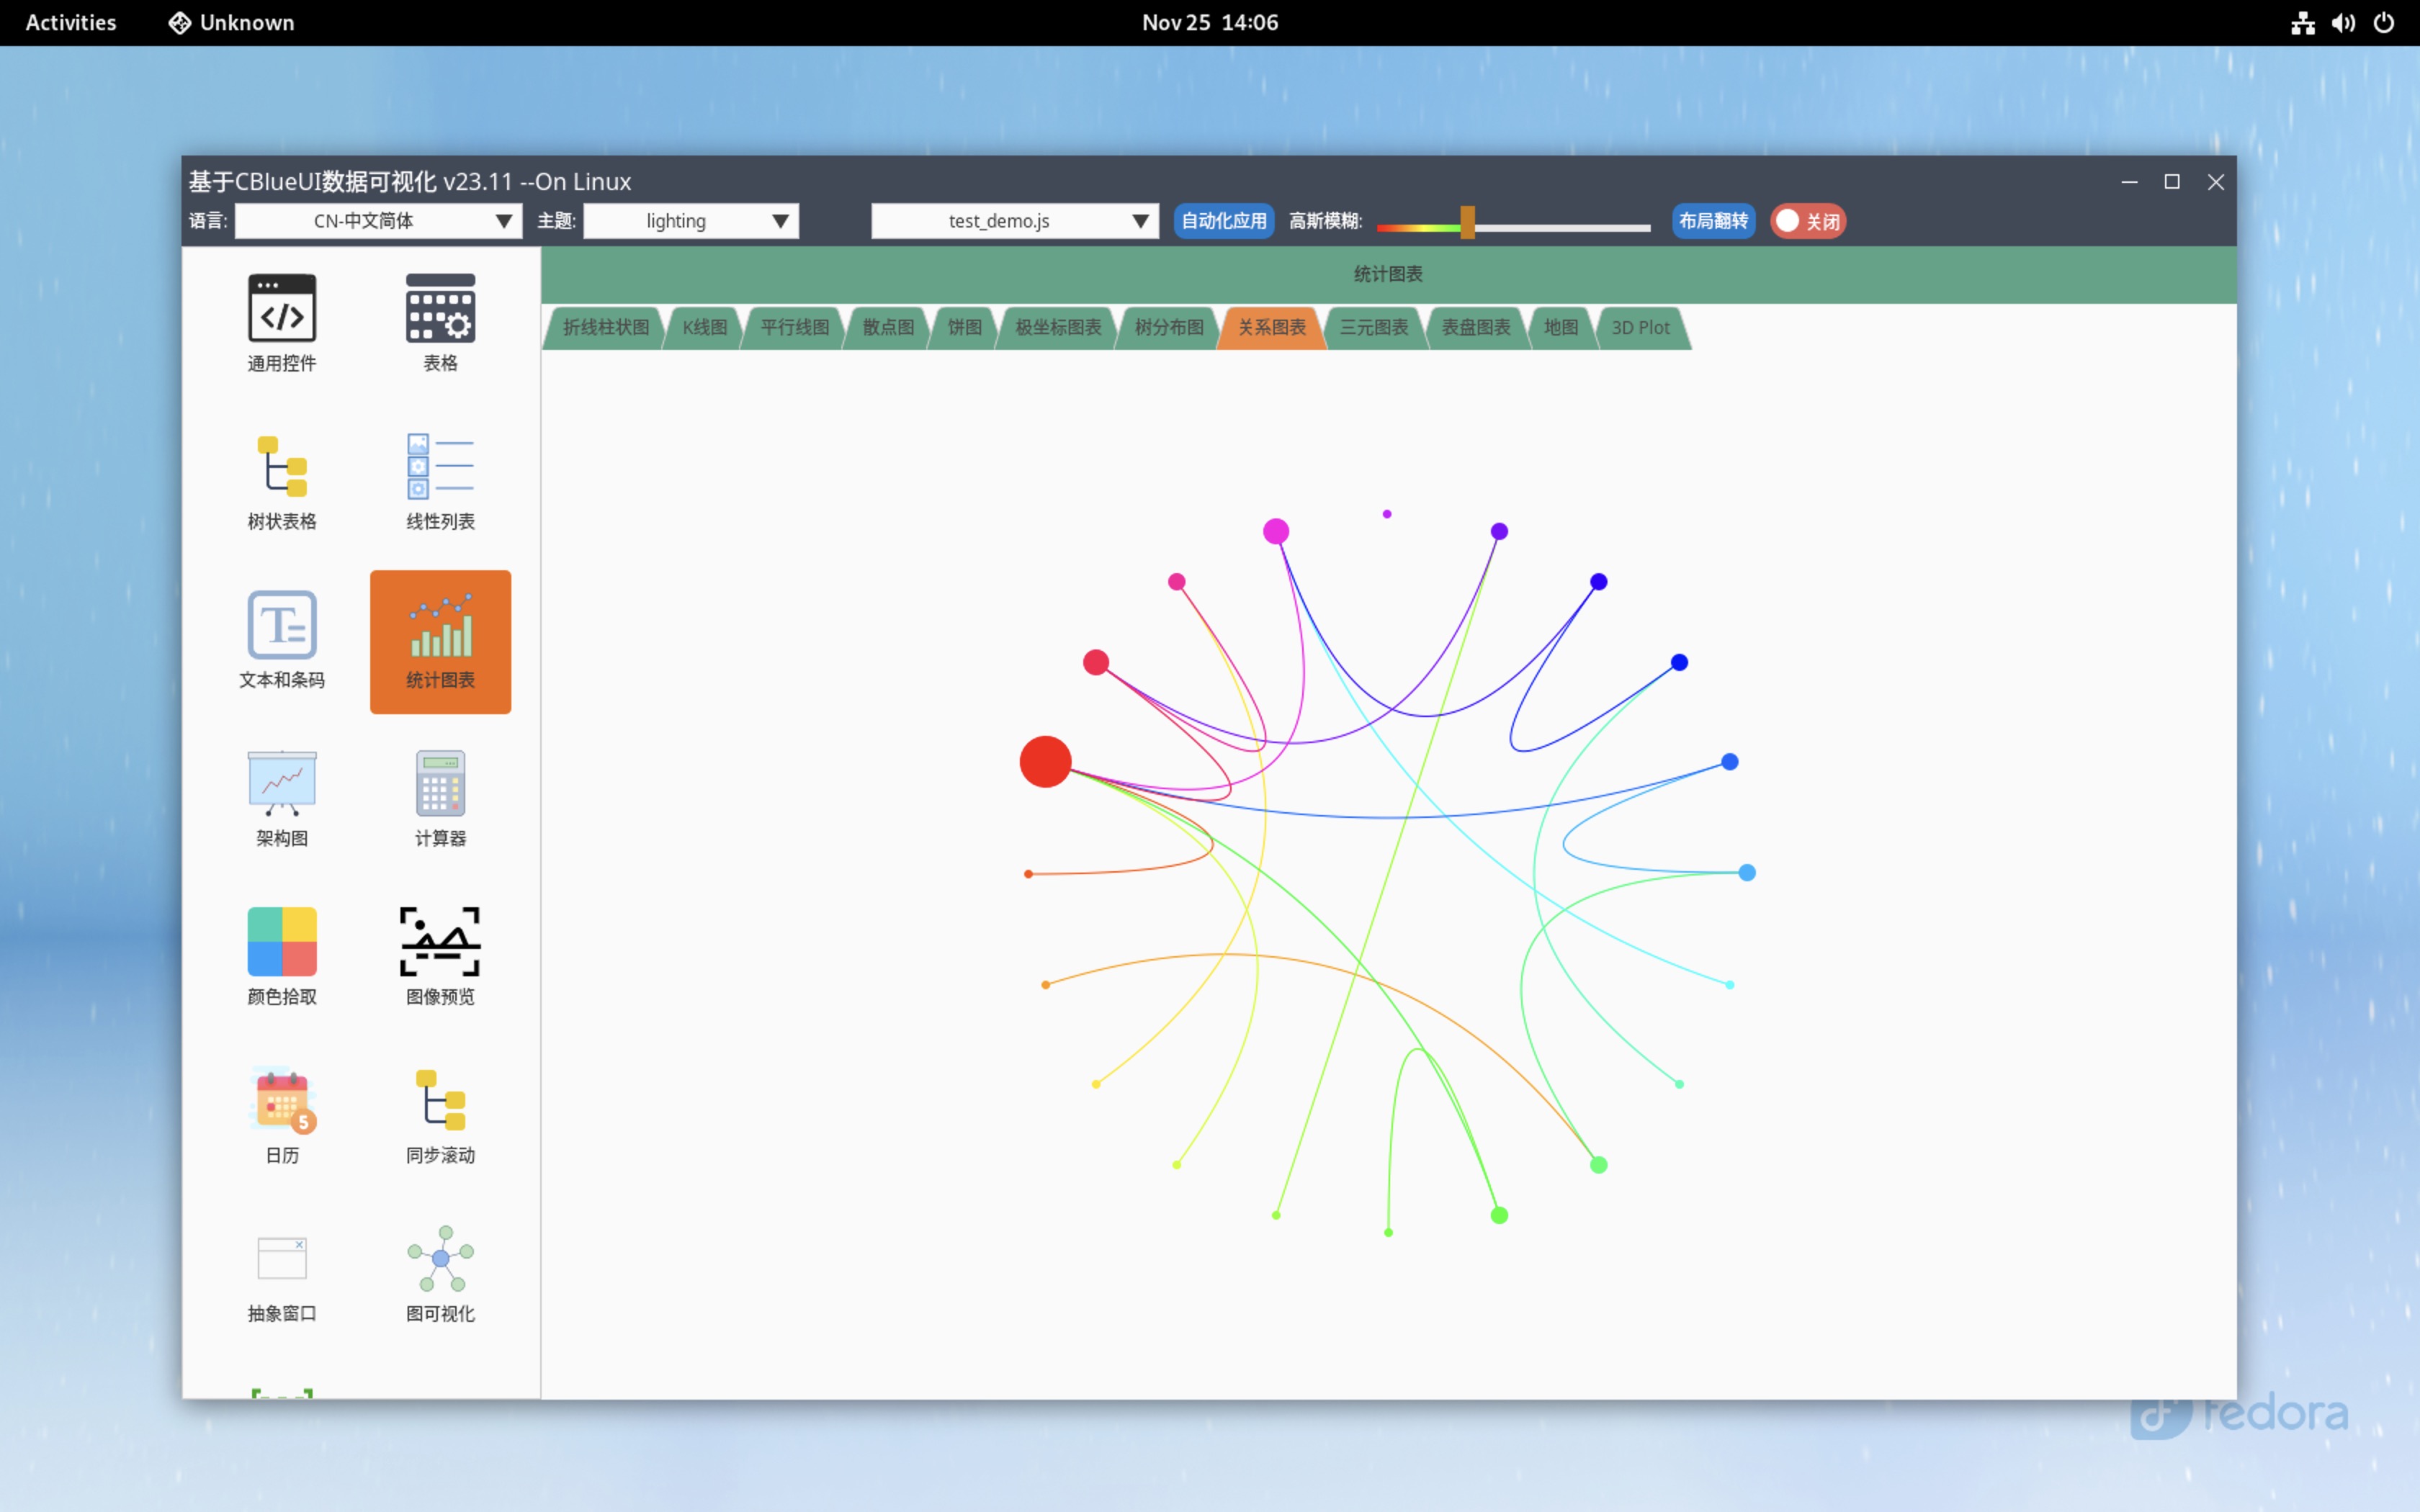 Activities Unknown Nov 25 14:06
基于CBlueUI数据可视化 v23.11 --On Linux
语言: CN-中文简体 主题: lighting test_demo.js 自动化应用 高斯模糊: 布局翻转 关闭
统计图表
折线柱状图 K线图 平行线图 散点图 饼图 极坐标图表 树分布图 关系图表 三元图表 表盘图表 地图 3D Plot
通用控件 表格
树状表格 线性列表
文本和条码 统计图表
架构图 计算器
颜色拾取 图像预览
5
日历 同步滚动
抽象窗口 图可视化
fedora